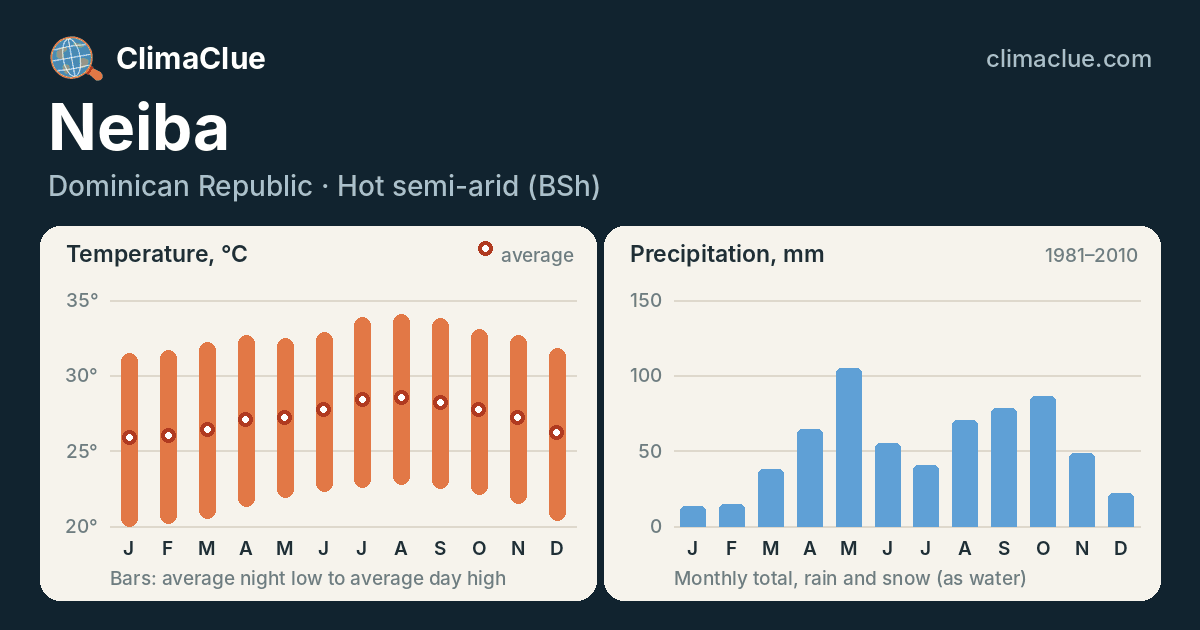 ClimaClue
climaclue.com
Neiba
Dominican Republic · Hot semi-arid (BSh)
Temperature, °C
average
35°
30°
25°
20°
J F M A M J J A S O N D
Bars: average night low to average day high
Precipitation, mm
1981–2010
150
100
50
0
J F M A M J J A S O N D
Monthly total, rain and snow (as water)